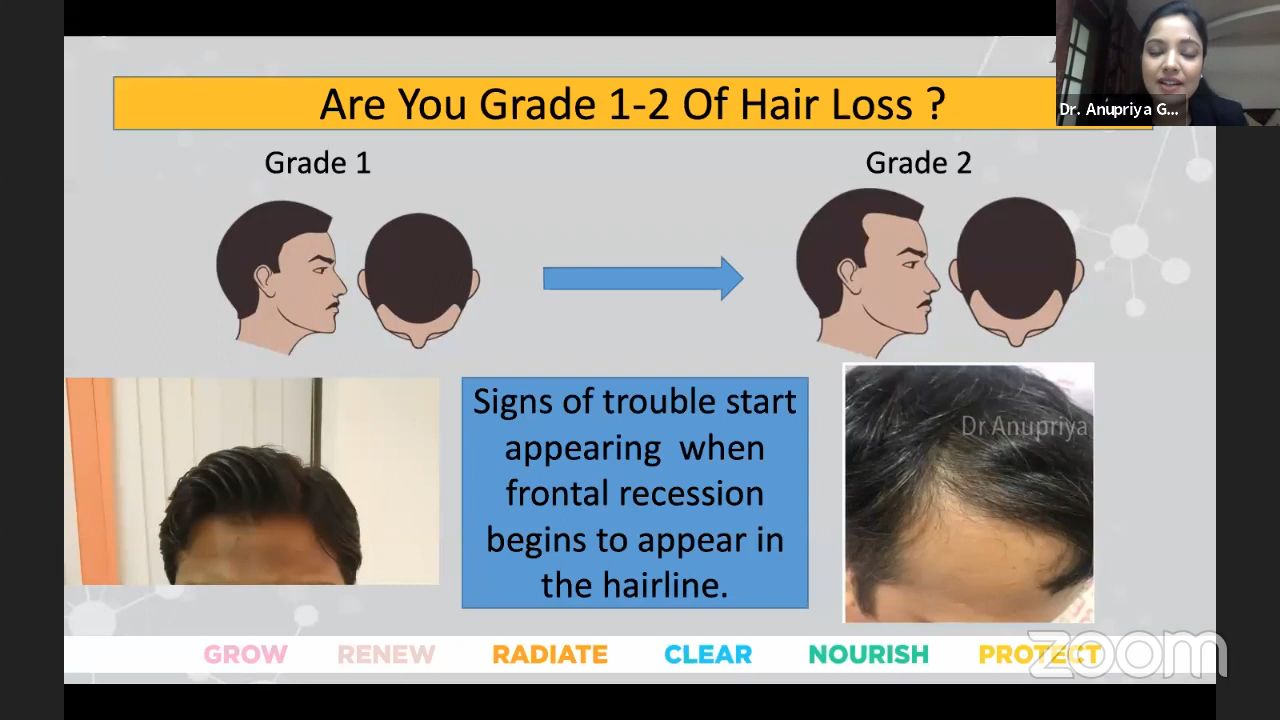 Are You Grade 1-2 Of Hair Loss ?
Dr. Anupriya G...
Grade 1
Grade 2
Signs of trouble start
appearing when
frontal recession
begins to appear in
the hairline.
Dr Anupriya
GROW RENEW RADIATE CLEAR NOURISH PROTECT
zoom